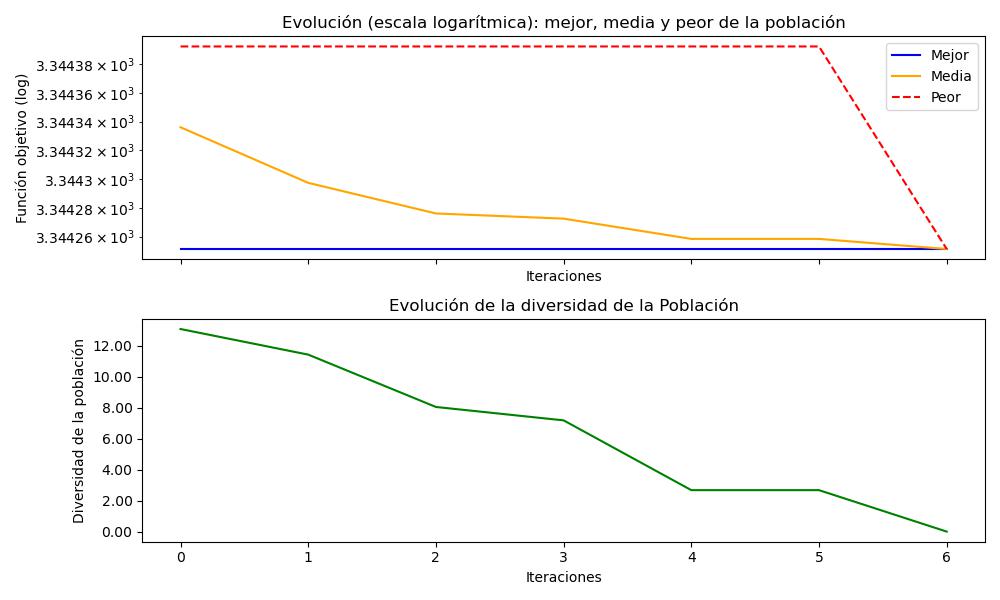 Evolución (escala logarítmica): mejor, media y peor de la población
Función objetivo (log)
3.34438 × 10³
3.34436 × 10³
3.34434 × 10³
3.34432 × 10³
3.3443 × 10³
3.34428 × 10³
3.34426 × 10³
Mejor
Media
Peor
Iteraciones
Evolución de la diversidad de la Población
Diversidad de la población
12.00
10.00
8.00
6.00
4.00
2.00
0.00
0 1 2 3 4 5 6
Iteraciones